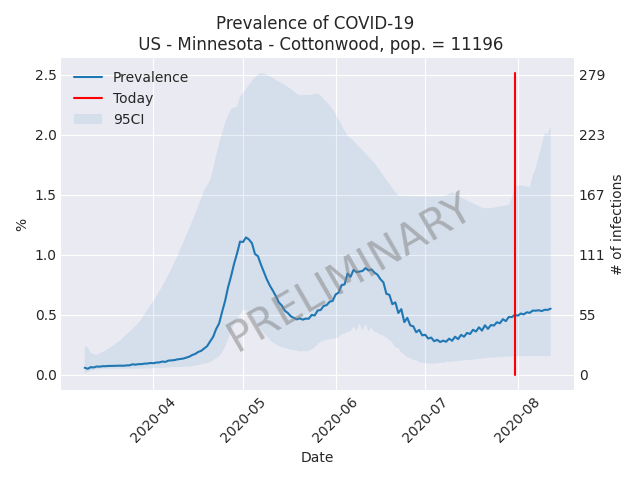 Prevalence of COVID-19
US - Minnesota - Cottonwood, pop. = 11196
Prevalence
Today
95CI
2.5
2.0
1.5
1.0
0.5
0.0
%
279
223
167
111
55
0
# of infections
PRELIMINARY
2020-04
2020-05
2020-06
2020-07
2020-08
Date